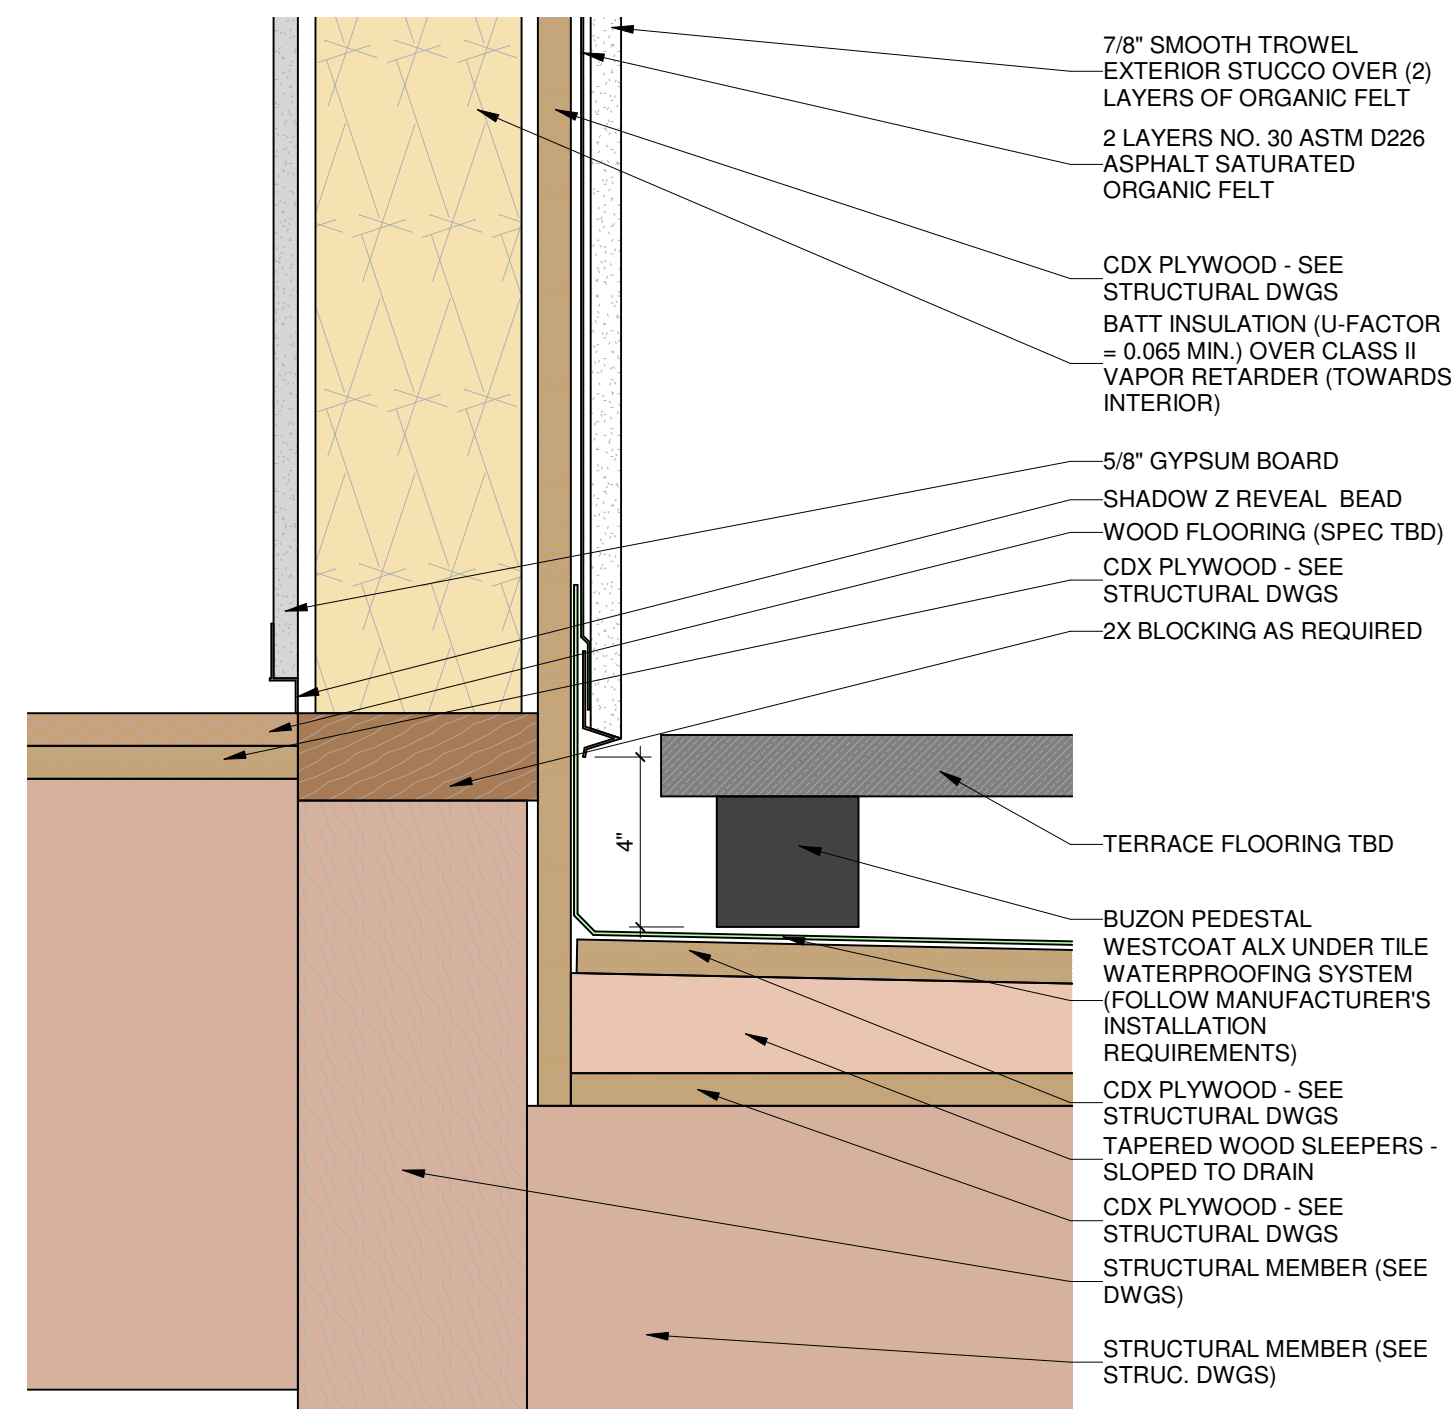 7/8" SMOOTH TROWEL
EXTERIOR STUCCO OVER (2)
LAYERS OF ORGANIC FELT
2 LAYERS NO. 30 ASTM D226
ASPHALT SATURATED
ORGANIC FELT
CDX PLYWOOD - SEE
STRUCTURAL DWGS
BATT INSULATION (U-FACTOR
= 0.065 MIN.) OVER CLASS II
VAPOR RETARDER (TOWARDS
INTERIOR)
5/8" GYPSUM BOARD
SHADOW Z REVEAL  BEAD
WOOD FLOORING (SPEC TBD)
CDX PLYWOOD - SEE
STRUCTURAL DWGS
2X BLOCKING AS REQUIRED
4"
TERRACE FLOORING TBD
BUZON PEDESTAL
WESTCOAT ALX UNDER TILE
WATERPROOFING SYSTEM
(FOLLOW MANUFACTURER'S
INSTALLATION
REQUIREMENTS)
CDX PLYWOOD - SEE
STRUCTURAL DWGS
TAPERED WOOD SLEEPERS -
SLOPED TO DRAIN
CDX PLYWOOD - SEE
STRUCTURAL DWGS
STRUCTURAL MEMBER (SEE
DWGS)
STRUCTURAL MEMBER (SEE
STRUC. DWGS)